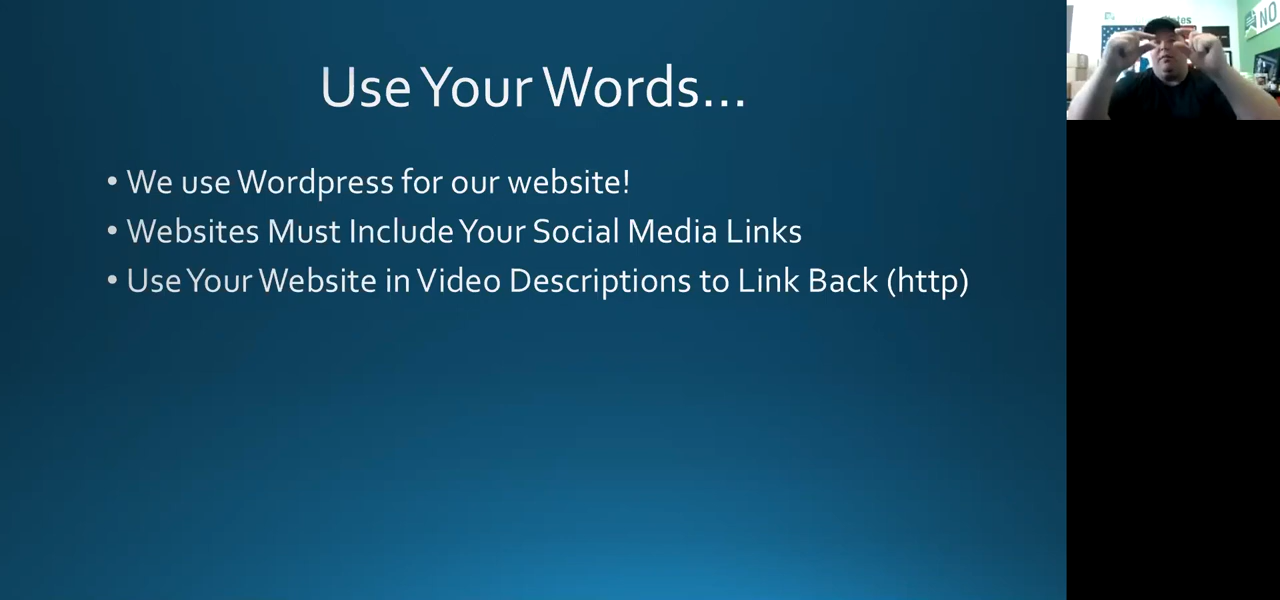 Use Your Words...
• We use Wordpress for our website!
• Websites Must Include Your Social Media Links
• Use Your Website in Video Descriptions to Link Back (http)
NO